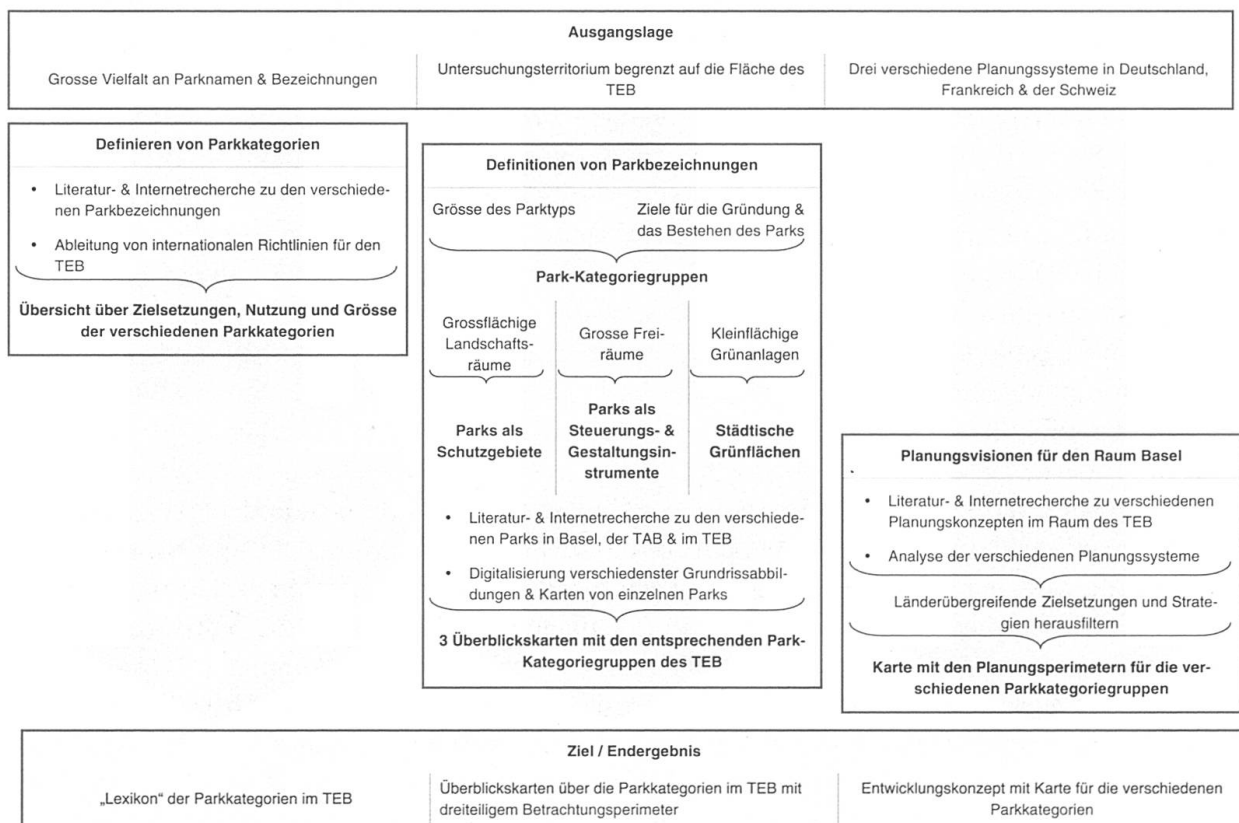 Ausgangslage
Grosse Vielfalt an Parknamen & Bezeichnungen
Untersuchungsterritorium begrenzt auf die Fläche des
TEB
Drei verschiedene Planungssysteme in Deutschland,
Frankreich & der Schweiz
Definieren von Parkkategorien
• Literatur- & Internetrecherche zu den verschiede-
nen Parkbezeichnungen
• Ableitung von internationalen Richtlinien für den
TEB
Übersicht über Zielsetzungen, Nutzung und Grösse
der verschiedenen Parkkategorien
Definitionen von Parkbezeichnungen
Grösse des Parktyps
Ziele für die Gründung &
das Bestehen des Parks
Park-Kategoriegruppen
Grossflächige
Landschafts-
räume
Grosse Frei-
räume
Kleinflächige
Grünanlagen
Parks als
Schutzgebiete
Parks als
Steuerungs- &
Gestaltungsin-
strumente
Städtische
Grünflächen
• Literatur- & Internetrecherche zu den verschiede-
nen Parks in Basel, der TAB & im TEB
• Digitalisierung verschiedenster Grundrissabbil-
dungen & Karten von einzelnen Parks
3 Überblickskarten mit den entsprechenden Park-
Kategoriegruppen des TEB
Planungsvisionen für den Raum Basel
• Literatur- & Internetrecherche zu verschiedenen
Planungskonzepten im Raum des TEB
• Analyse der verschiedenen Planungssysteme
Länderübergreifende Zielsetzungen und Strate-
gien herausfiltern
Karte mit den Planungsperimetern für die ver-
schiedenen Parkkategoriegruppen
Ziel / Endergebnis
„Lexikon“ der Parkkategorien im TEB
Überblickskarten über die Parkkategorien im TEB mit
dreiteiligem Betrachtungsperimeter
Entwicklungskonzept mit Karte für die verschiedenen
Parkkategorien